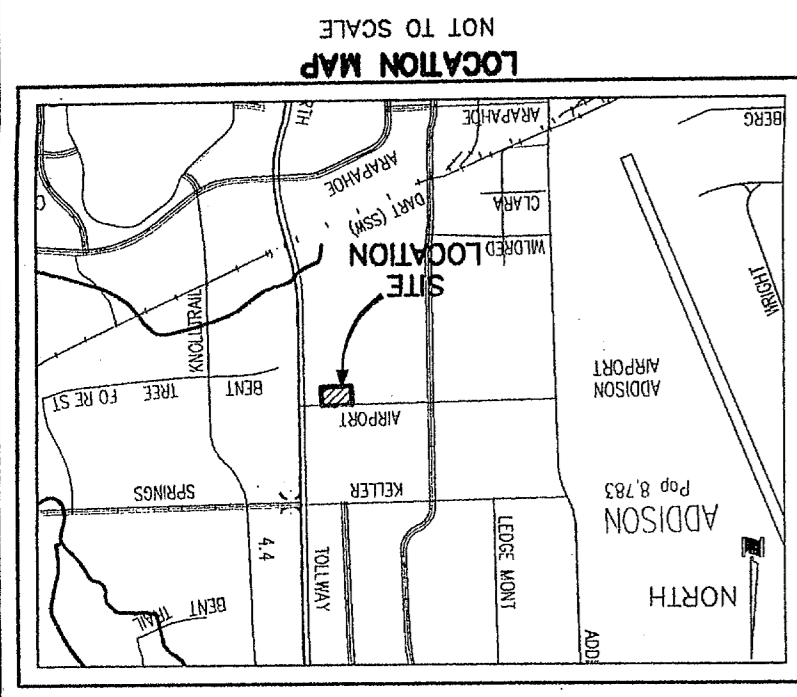 NORTH
ADDISON
Pop 8,783
ADDISON
AIRPORT
WRIGHT
BERG
ADDI
LEDGE MONT
TOLLWAY
4.4
BENT
TRAIL
KELLER
SPRINGS
AIRPORT
BENT
TREE
FO RE ST
KNOLLTRAIL
SITE
LOCATION
WILDRED
CLARA
DART (SSW)
ARAPAHOE
ARAPAHOE
RTH
LOCATION MAP
NOT TO SCALE